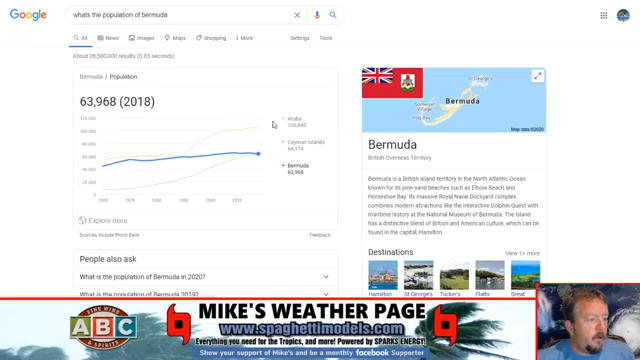 Google
whats the population of bermuda
All
News
Images
Maps
Shopping
More
Settings
Tools
About 26,500,000 results (0.83 seconds)
Bermuda / Population
63,968 (2018)
120,000
100,000
80,000
60,000
40,000
20,000
0
1960
1970
1980
1990
2000
2010
Aruba
105,845
Cayman Islands
64,174
Bermuda
63,968
Explore more
Sources include: World Bank
Feedback
People also ask
What is the population of Bermuda in 2020?
What is the population of Bermuda 2019?
St George's
Somerset Village
Bermuda
Map data ©2020
Bermuda
British Overseas Territory
Bermuda is a British island territory in the North Atlantic Ocean
known for its pink-sand beaches such as Elbow Beach and
Horseshoe Bay. Its massive Royal Naval Dockyard complex
combines modern attractions like the interactive Dolphin Quest with
maritime history at the National Museum of Bermuda. The island
has a distinctive blend of British and American culture, which can
be found in the capital, Hamilton.
Destinations
View 1+ more
Hamilton
St George's
Tucker's
Flatts
Great
FINE WINE
ABC
& SPIRITS
MIKE'S WEATHER PAGE
www.spaghettimodels.com
Everything you need for the Tropics, and more! Powered by SPARKS ENERGY!
Show your support of Mike's and be a monthly facebook Supporter